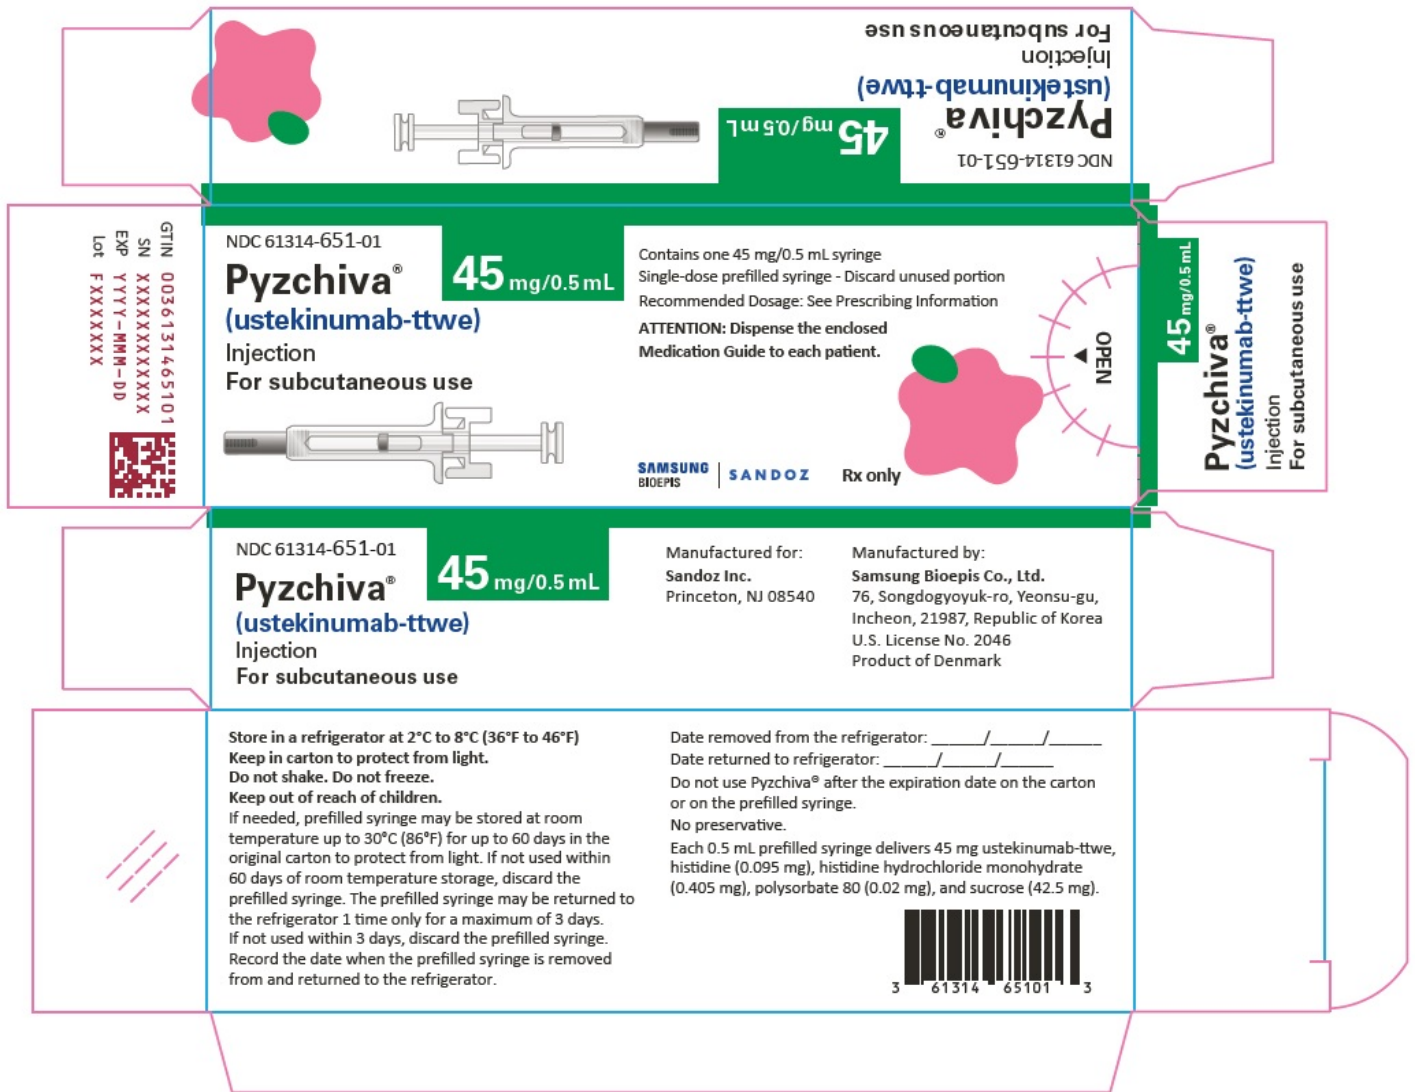 NDC 61314-651-01
Pyzchiva®
(ustekinumab-ttwe)
Injection
For subcutaneous use
45 mg/0.5 mL
GTIN 00361314651011
SN XXXXXXXXXXXX
EXP YYYY-MMM-DD
Lot FXXXXXXX
NDC 61314-651-01
Pyzchiva®
(ustekinumab-ttwe)
Injection
For subcutaneous use
45 mg/0.5 mL
Contains one 45 mg/0.5 mL syringe
Single-dose prefilled syringe - Discard unused portion
Recommended Dosage: See Prescribing Information
ATTENTION: Dispense the enclosed
Medication Guide to each patient.
SAMSUNG
BIOEPIS
SANDOZ
Rx only
OPEN
45 mg/0.5 mL
Pyzchiva®
(ustekinumab-ttwe)
Injection
For subcutaneous use
NDC 61314-651-01
Pyzchiva®
(ustekinumab-ttwe)
Injection
For subcutaneous use
45 mg/0.5 mL
Manufactured for:
Sandoz Inc.
Princeton, NJ 08540
Manufactured by:
Samsung Bioepis Co., Ltd.
76, Songdogyoyuk-ro, Yeonsu-gu,
Incheon, 21987, Republic of Korea
U.S. License No. 2046
Product of Denmark
Store in a refrigerator at 2°C to 8°C (36°F to 46°F)
Keep in carton to protect from light.
Do not shake. Do not freeze.
Keep out of reach of children.
If needed, prefilled syringe may be stored at room
temperature up to 30°C (86°F) for up to 60 days in the
original carton to protect from light. If not used within
60 days of room temperature storage, discard the
prefilled syringe. The prefilled syringe may be returned to
the refrigerator 1 time only for a maximum of 3 days.
If not used within 3 days, discard the prefilled syringe.
Record the date when the prefilled syringe is removed
from and returned to the refrigerator.
Date removed from the refrigerator: ______/______/______
Date returned to refrigerator: ______/______/______
Do not use Pyzchiva® after the expiration date on the carton
or on the prefilled syringe.
No preservative.
Each 0.5 mL prefilled syringe delivers 45 mg ustekinumab-ttwe,
histidine (0.095 mg), histidine hydrochloride monohydrate
(0.405 mg), polysorbate 80 (0.02 mg), and sucrose (42.5 mg).
3 61314 65101 3